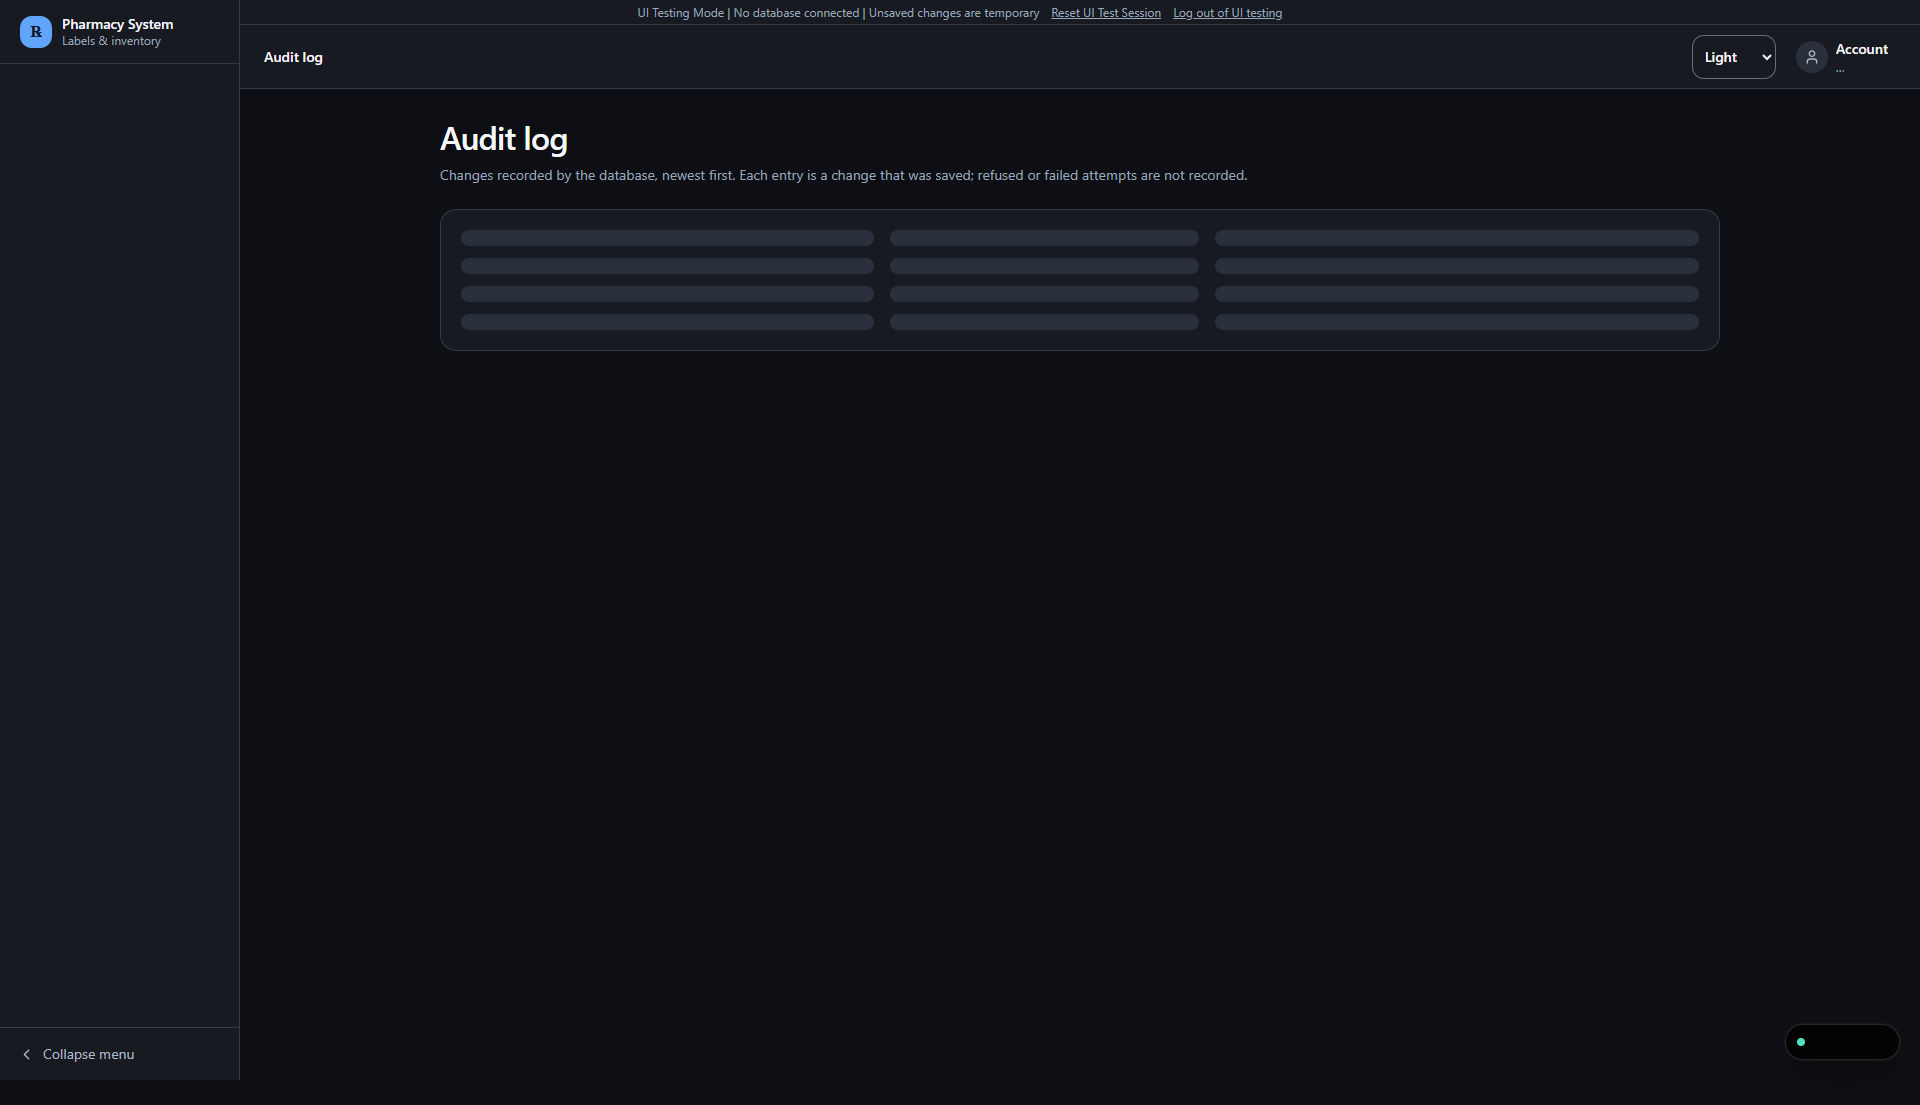 ℞
Pharmacy System
Labels & inventory
UI Testing Mode | No database connected | Unsaved changes are temporary Reset UI Test Session Log out of UI testing
Audit log
Light
Account
...
Audit log
Changes recorded by the database, newest first. Each entry is a change that was saved; refused or failed attempts are not recorded.
Collapse menu